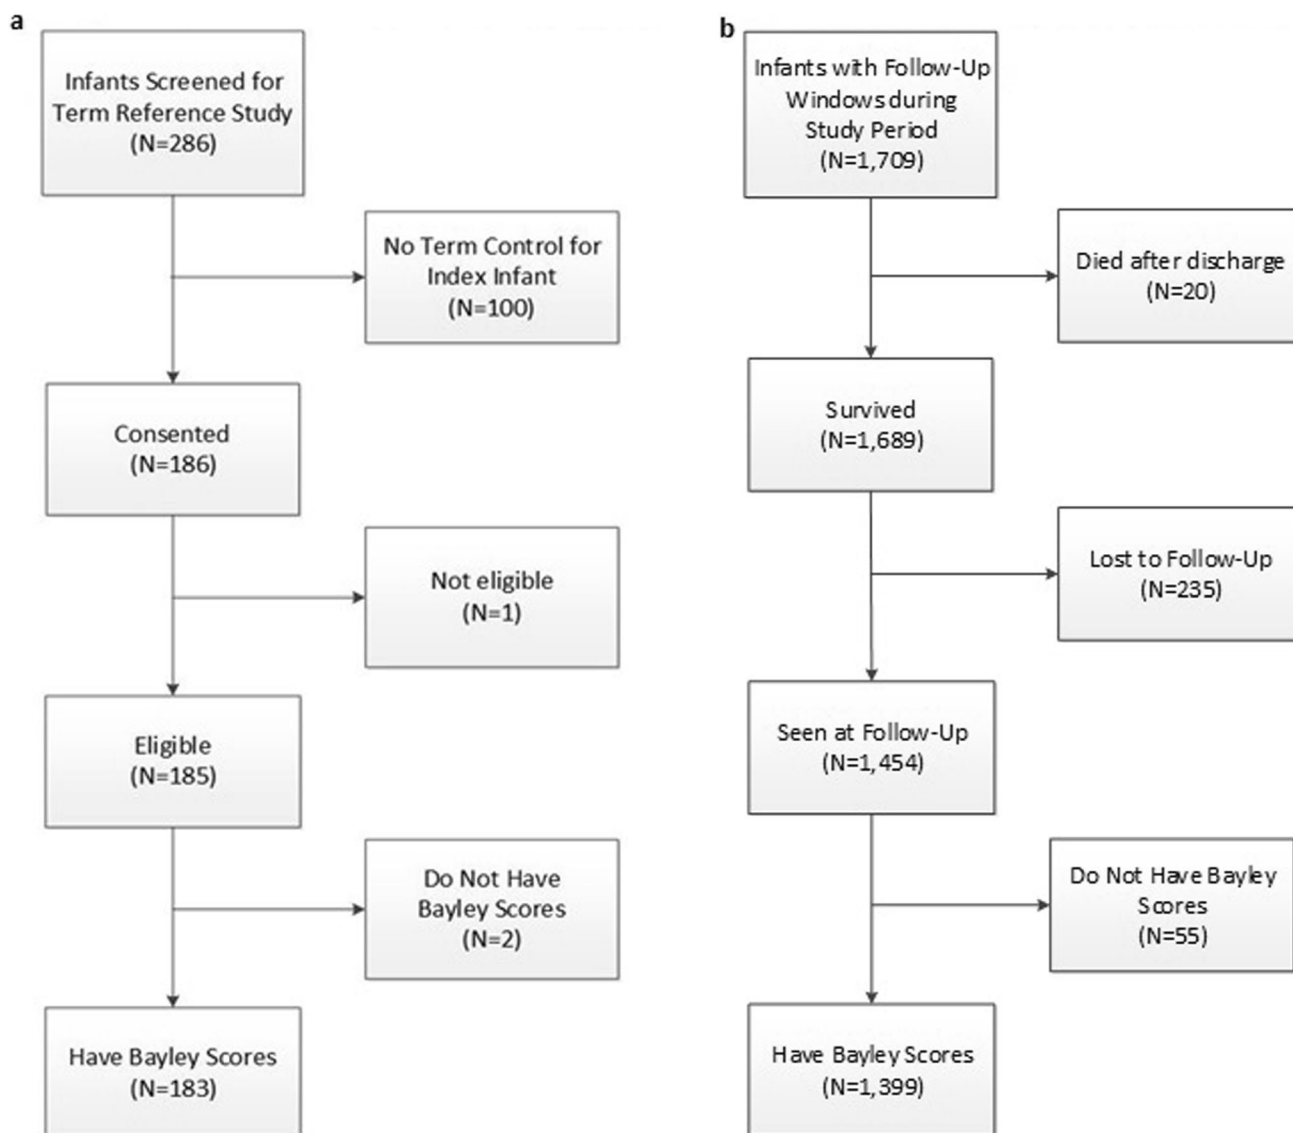 a
Infants Screened for
Term Reference Study
(N=286)
No Term Control for
Index Infant
(N=100)
Consented
(N=186)
Not eligible
(N=1)
Eligible
(N=185)
Do Not Have
Bayley Scores
(N=2)
Have Bayley Scores
(N=183)
b
Infants with Follow-Up
Windows during
Study Period
(N=1,709)
Died after discharge
(N=20)
Survived
(N=1,689)
Lost to Follow-Up
(N=235)
Seen at Follow-Up
(N=1,454)
Do Not Have Bayley
Scores
(N=55)
Have Bayley Scores
(N=1,399)